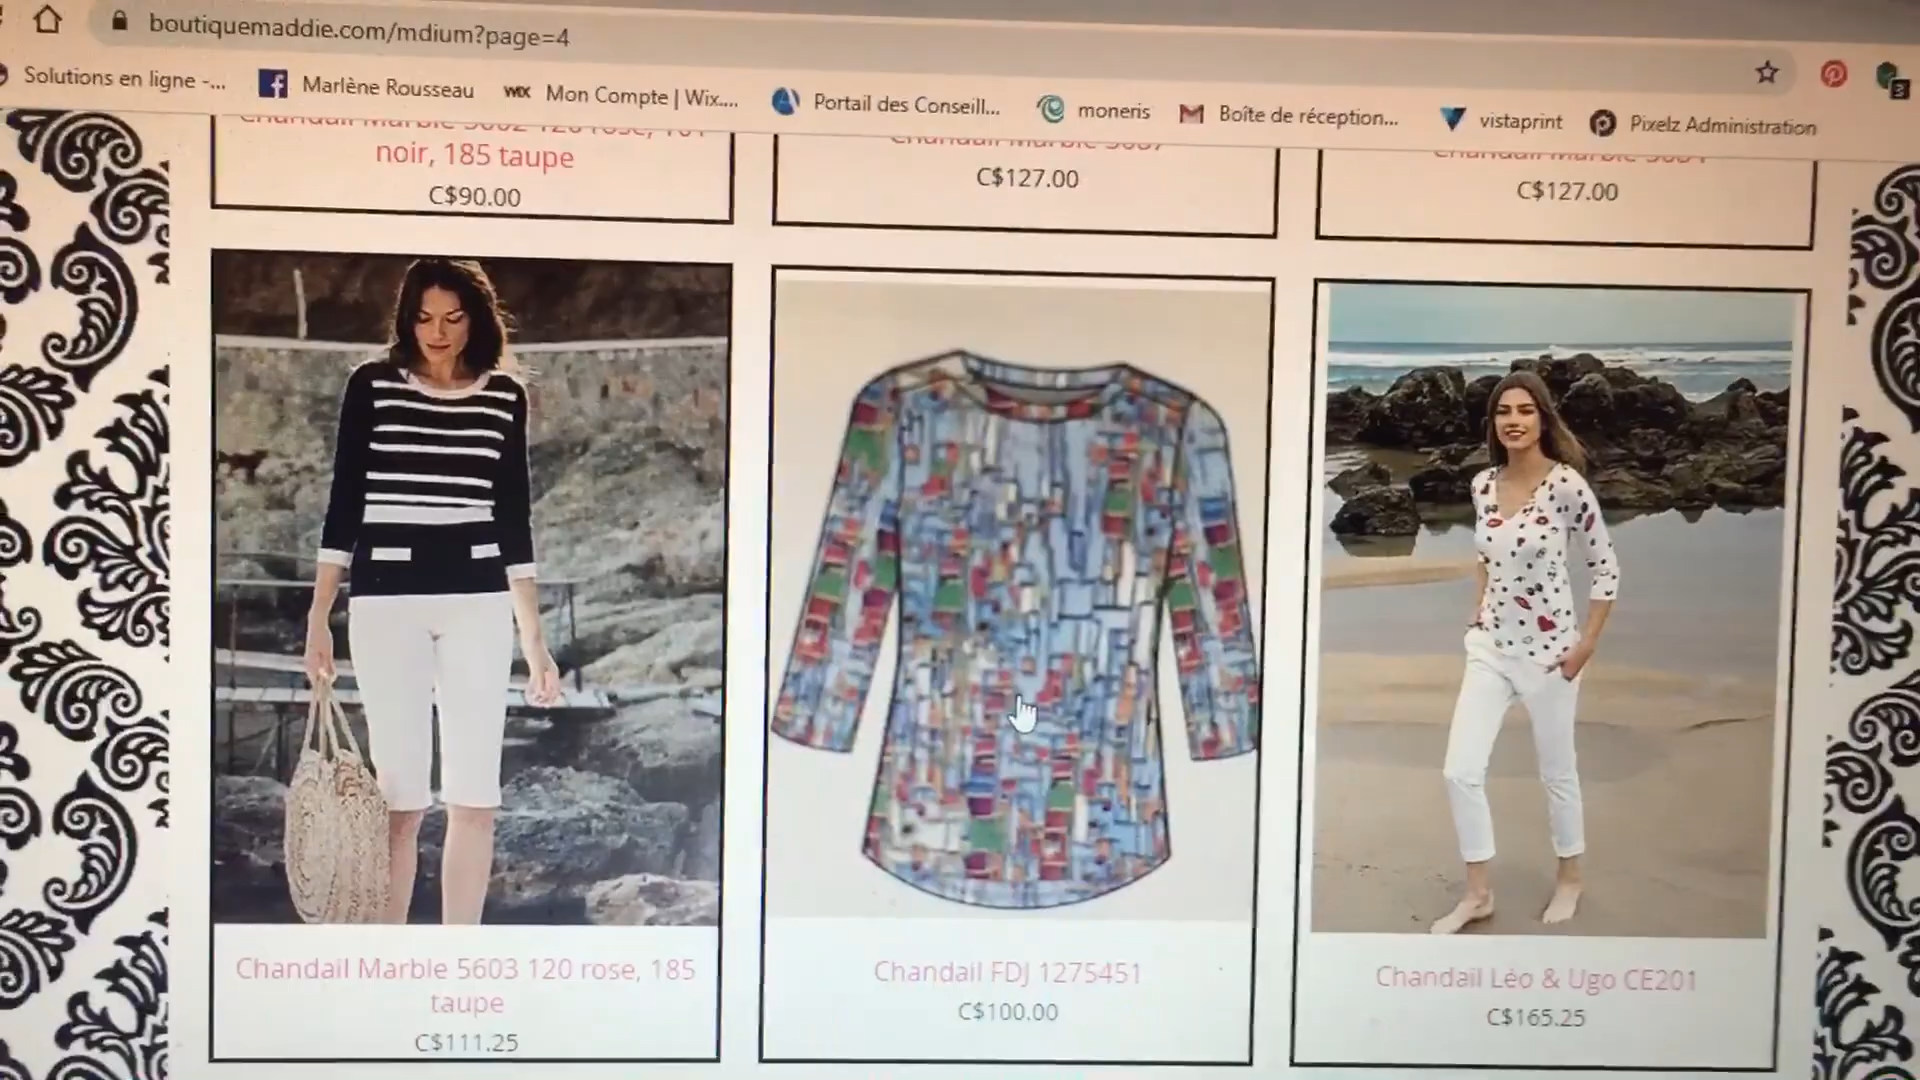 boutiquemaddie.com/mdium?page=4
Solutions en ligne -...
Marlène Rousseau
WIX Mon Compte | Wix....
Portail des Conseill...
moneris
Boîte de réception...
vistaprint
Pixelz Administration
noir, 185 taupe
C$90.00
C$127.00
C$127.00
Chandail Marble 5603 120 rose, 185
taupe
C$111.25
Chandail FDJ 1275451
C$100.00
Chandail Léo & Ugo CE201
C$165.25